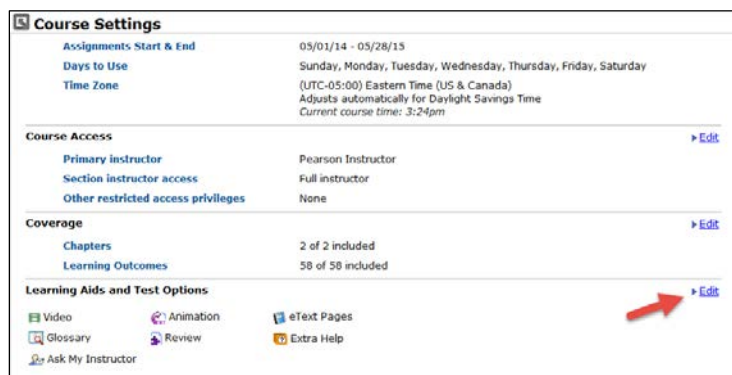 Course Settings
Assignments Start & End 05/01/14 - 05/28/15
Days to Use Sunday, Monday, Tuesday, Wednesday, Thursday, Friday, Saturday
Time Zone (UTC-05:00) Eastern Time (US & Canada)
Adjusts automatically for Daylight Savings Time
Current course time: 3:24pm
Course Access Edit
Primary instructor Pearson Instructor
Section instructor access Full instructor
Other restricted access privileges None
Coverage Edit
Chapters 2 of 2 included
Learning Outcomes 58 of 58 included
Learning Aids and Test Options Edit
Video Animation eText Pages
Glossary Review Extra Help
Ask My Instructor